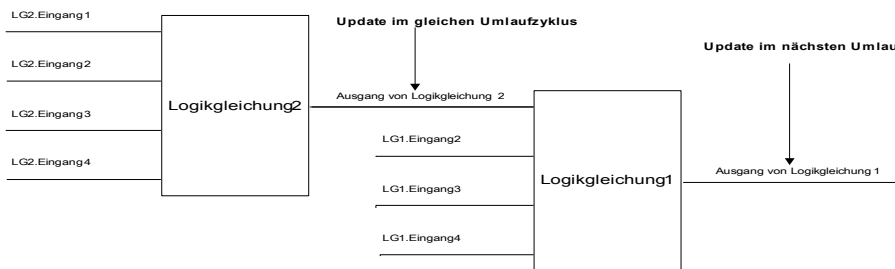 LG2.Eingang1
Update im gleichen Umlaufzyklus
Update im nächsten Umlau
LG2.Eingang2
Logikgleichung2
Ausgang von Logikgleichung 2
LG2.Eingang3
LG1.Eingang2
LG2.Eingang4
Logikgleichung1
Ausgang von Logikgleichung 1
LG1.Eingang3
LG1.Eingang4